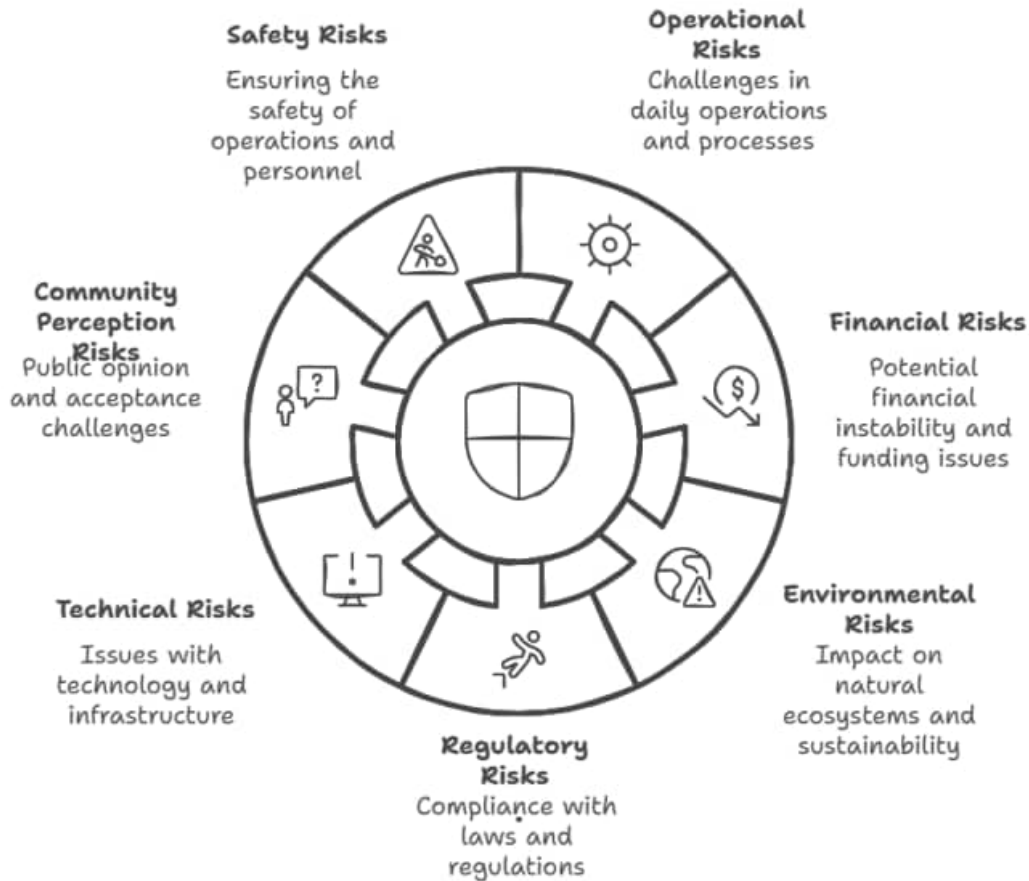 Safety Risks
Ensuring the
safety of
operations and
personnel
Operational
Risks
Challenges in
daily operations
and processes
Community
Perception
Risks
Public opinion
and acceptance
challenges
?
Financial Risks
Potential
financial
instability and
funding issues
$
!
Technical Risks
Issues with
technology and
infrastructure
!
Environmental
Risks
Impact on
natural
ecosystems and
sustainability
Regulatory
Risks
Compliance with
laws and
regulations